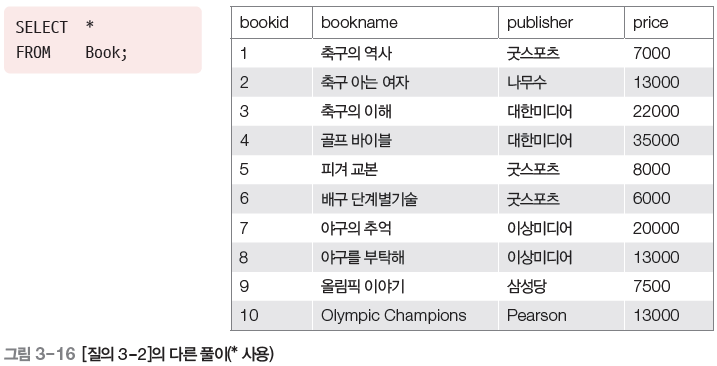 SELECT *
FROM Book;
bookid bookname publisher price
1 축구의 역사 굿스포츠 7000
2 축구 아는 여자 나무수 13000
3 축구의 이해 대한미디어 22000
4 골프 바이블 대한미디어 35000
5 피겨 교본 굿스포츠 8000
6 배구 단계별기술 굿스포츠 6000
7 야구의 추억 이상미디어 20000
8 야구를 부탁해 이상미디어 13000
9 올림픽 이야기 삼성당 7500
10 Olympic Champions Pearson 13000
그림 3-16 [질의 3-2]의 다른 풀이(* 사용)